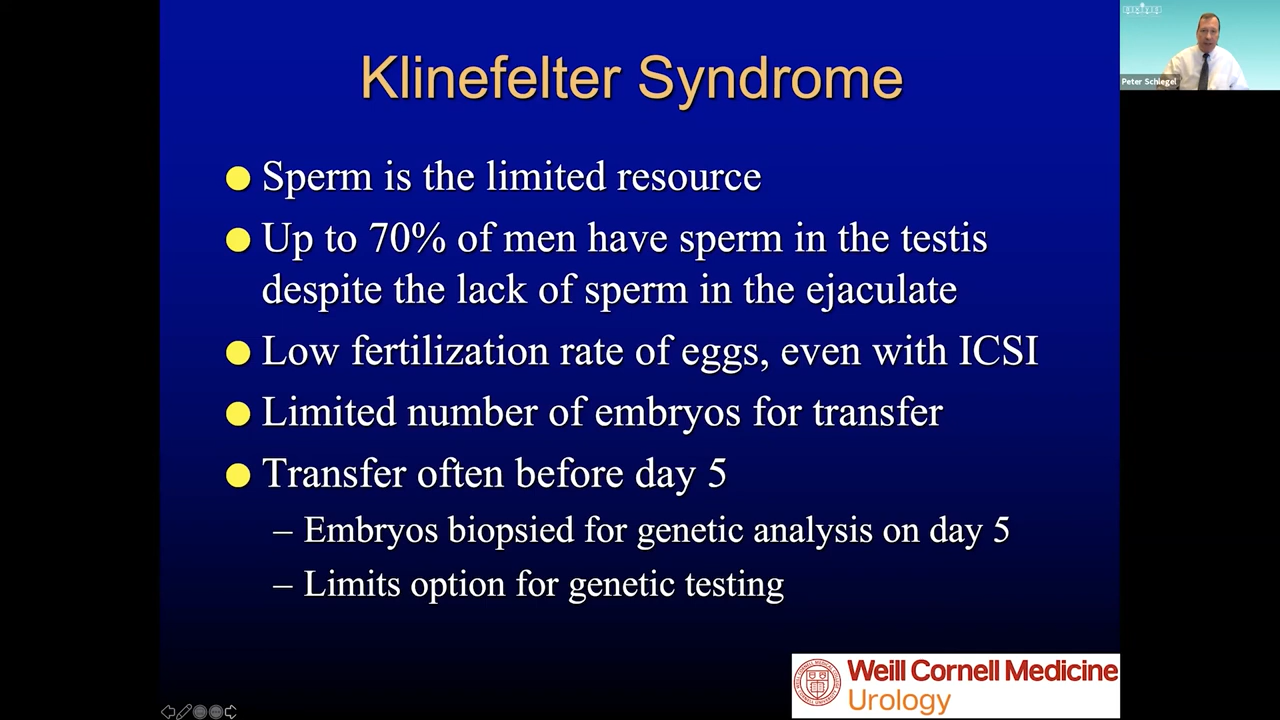 Klinefelter Syndrome
Sperm is the limited resource
Up to 70% of men have sperm in the testis
despite the lack of sperm in the ejaculate
Low fertilization rate of eggs, even with ICSI
Limited number of embryos for transfer
Transfer often before day 5
– Embryos biopsied for genetic analysis on day 5
– Limits option for genetic testing
Weill Cornell Medicine
Urology
Peter Schlegel